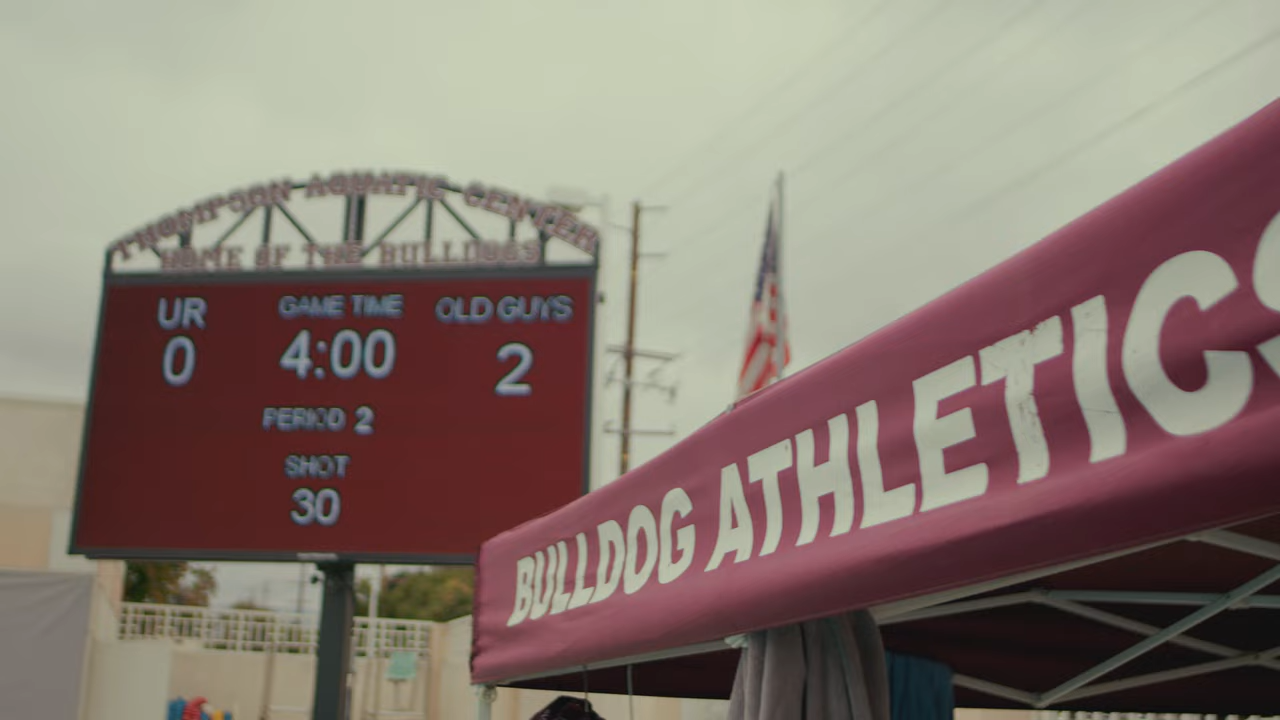 THOMPSON AQUATIC CENTER
HOME OF THE BULLDOGS
UR GAME TIME OLD GUYS
0 4:00 2
PERIOD 2
SHOT
30
BULLDOG ATHLETICS